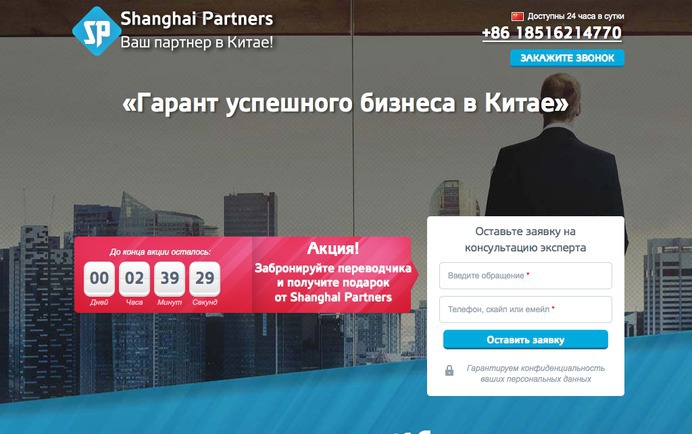 SP
Shanghai Partners
Ваш партнер в Китае!
Доступны 24 часа в сутки
+86 18516214770
ЗАКАЖИТЕ ЗВОНОК
«Гарант успешного бизнеса в Китае»
До конца акции осталось:
00 02 39 29
Дней Часа Минут Секунд
Акция!
Забронируйте переводчика
и получите подарок
от Shanghai Partners
Оставьте заявку на
консультацию эксперта
Введите обращение *
Телефон, скайп или емейл *
Оставить заявку
Гарантируем конфиденциальность
ваших персональных данных